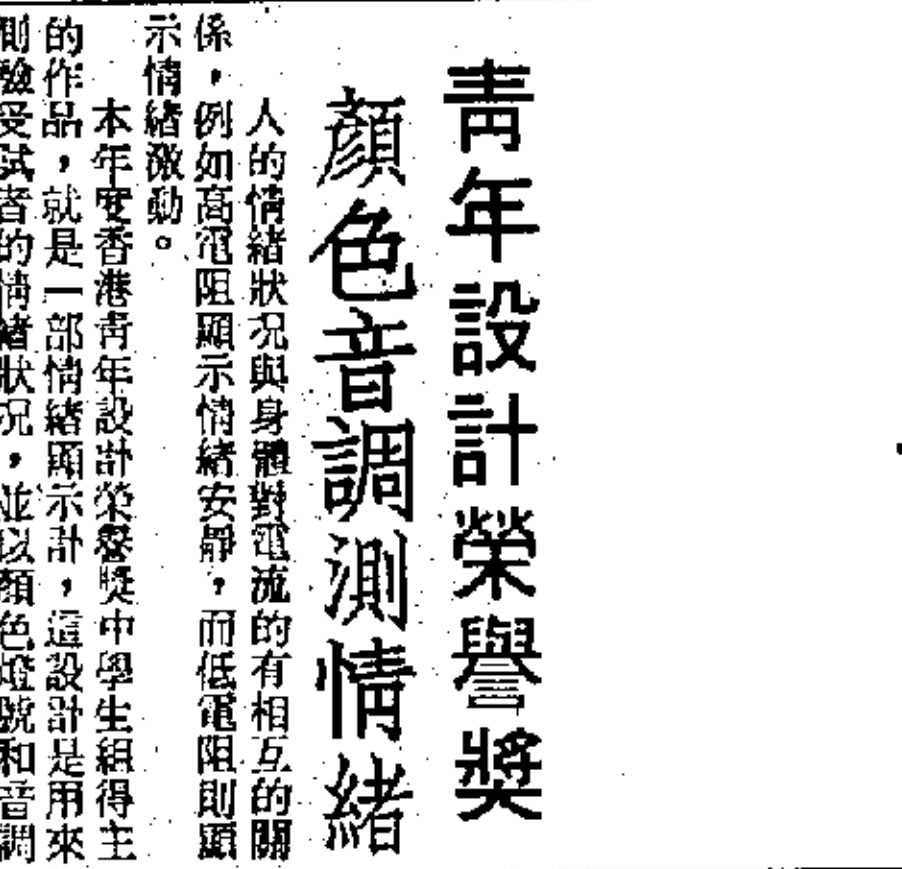 青年設計榮譽獎
顏色音調測情緒
人的情緒狀況與身體對電流的有相互的關
係，例如高電阻顯示情緒安靜，而低電阻則顯
示情緒激動。
本年度香港青年設計榮譽獎中學生組得主
的作品，就是一部情緒顯示計，這設計是用來
測驗受試者的情緒狀況，並以顏色燈號和音調